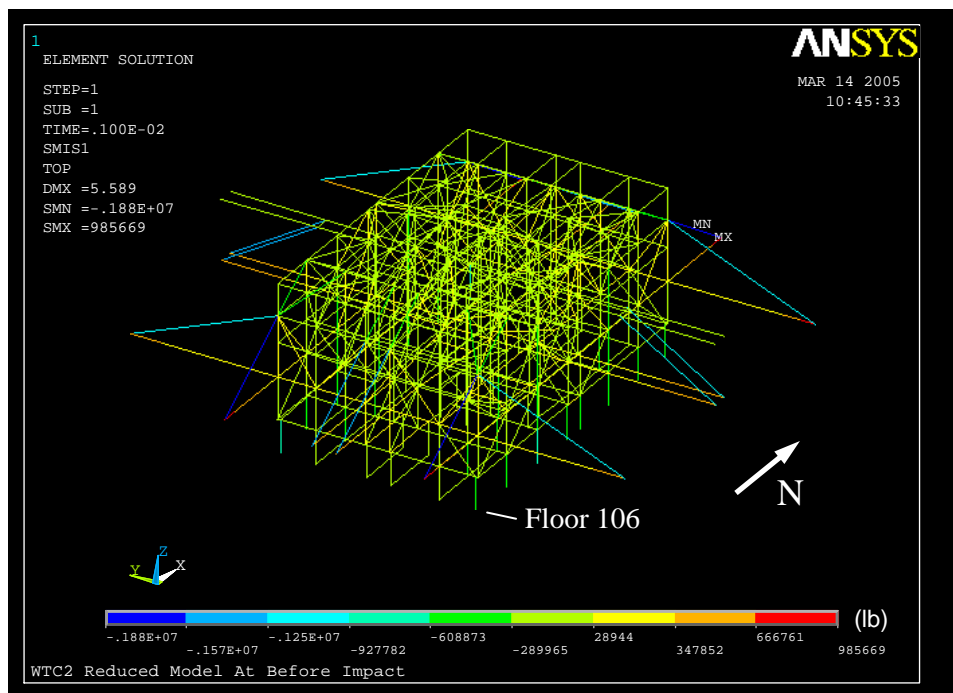 1
ANSYS
ELEMENT SOLUTION
MAR 14 2005
10:45:33
STEP=1
SUB =1
TIME=.100E-02
SMIS1
TOP
DMX =5.589
SMN =-.188E+07
SMX =985669
MN
MX
N
Floor 106
Z
Y
X
(lb)
-.188E+07 -.125E+07 -608873 28944 666761
-.157E+07 -927782 -289965 347852 985669
WTC2 Reduced Model At Before Impact